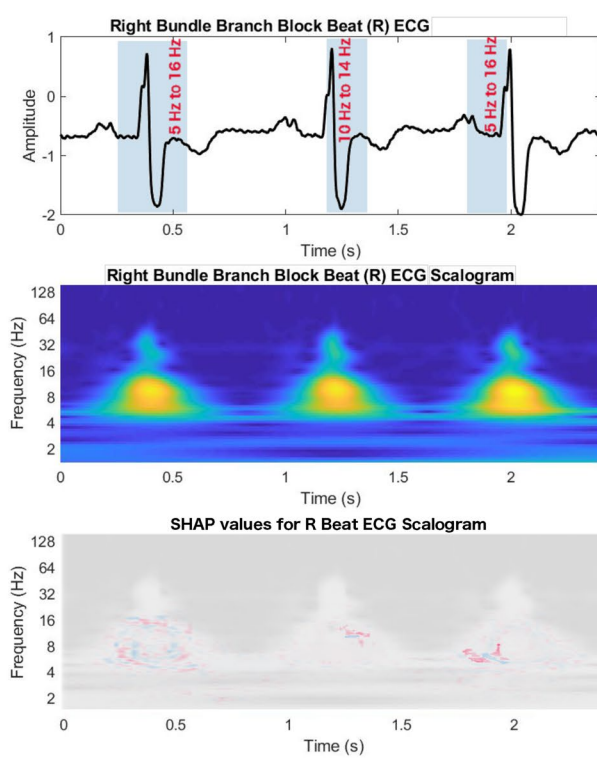 Right Bundle Branch Block Beat (R) ECG
Amplitude
1
0
-1
-2
5 Hz to 16 Hz
10 Hz to 14 Hz
5 Hz to 16 Hz
0 0.5 1 1.5 2
Time (s)
Right Bundle Branch Block Beat (R) ECG Scalogram
Frequency (Hz)
128
64
32
16
8
4
2
0 0.5 1 1.5 2
Time (s)
SHAP values for R Beat ECG Scalogram
Frequency (Hz)
128
64
32
16
8
4
2
0 0.5 1 1.5 2
Time (s)